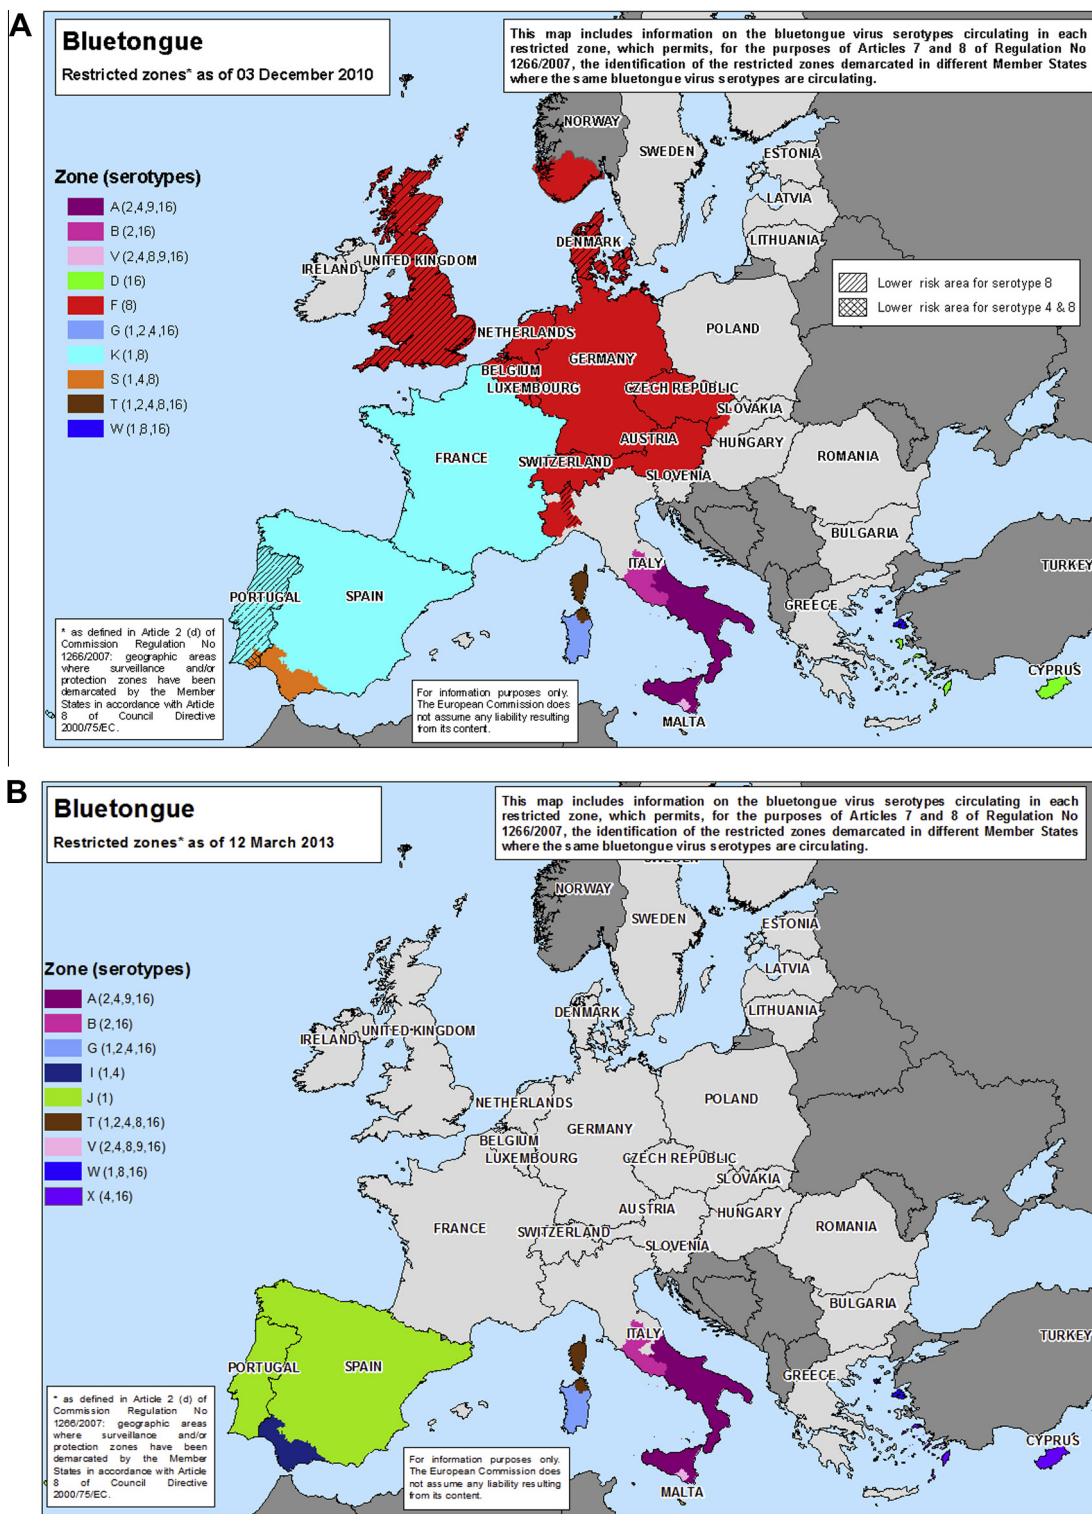 A
Bluetongue
Restricted zones* as of 03 December 2010
This map includes information on the bluetongue virus serotypes circulating in each
restricted zone, which permits, for the purposes of Articles 7 and 8 of Regulation No
1266/2007, the identification of the restricted zones demarcated in different Member States
where the same bluetongue virus serotypes are circulating.
NORWAY
SWEDEN
ESTONIA
LATVIA
LITHUANIA
Zone (serotypes)
A (2,4,9,16)
B (2,16)
V (2,4,8,9,16)
D (16)
F (8)
G (1,2,4,16)
K (1,8)
S (1,4,8)
T (1,2,4,8,16)
W (1,8,16)
DENMARK
IRELAND
UNITED KINGDOM
Lower risk area for serotype 8
Lower risk area for serotype 4 & 8
NETHERLANDS
POLAND
GERMANY
BELGIUM
LUXEMBOURG
CZECH REPUBLIC
SLOVAKIA
AUSTRIA
HUNGARY
FRANCE
SWITZERLAND
ROMANIA
SLOVENIA
BULGARIA
ITALY
TURKEY
PORTUGAL
SPAIN
GREECE
CYPRUS
MALTA
* as defined in Article 2 (d) of
Commission Regulation No
1266/2007: geographic areas
where surveillance and/or
protection zones have been
demarcated by the Member
States in accordance with Article
8 of Council Directive
2000/75/EC.
For information purposes only.
The European Commission does
not assume any liability resulting
from its content.
B
Bluetongue
Restricted zones* as of 12 March 2013
This map includes information on the bluetongue virus serotypes circulating in each
restricted zone, which permits, for the purposes of Articles 7 and 8 of Regulation No
1266/2007, the identification of the restricted zones demarcated in different Member States
where the same bluetongue virus serotypes are circulating.
SWEDEN
NORWAY
SWEDEN
ESTONIA
LATVIA
LITHUANIA
Zone (serotypes)
A (2,4,9,16)
B (2,16)
G (1,2,4,16)
I (1,4)
J (1)
T (1,2,4,8,16)
V (2,4,8,9,16)
W (1,8,16)
X (4,16)
DENMARK
IRELAND
UNITED KINGDOM
NETHERLANDS
POLAND
GERMANY
BELGIUM
LUXEMBOURG
CZECH REPUBLIC
SLOVAKIA
AUSTRIA
HUNGARY
FRANCE
SWITZERLAND
ROMANIA
SLOVENIA
BULGARIA
ITALY
TURKEY
PORTUGAL
SPAIN
GREECE
CYPRUS
MALTA
* as defined in Article 2 (d) of
Commission Regulation No
1266/2007: geographic areas
where surveillance and/or
protection zones have been
demarcated by the Member
States in accordance with Article
8 of Council Directive
2000/75/EC.
For information purposes only.
The European Commission does
not assume any liability resulting
from its content.